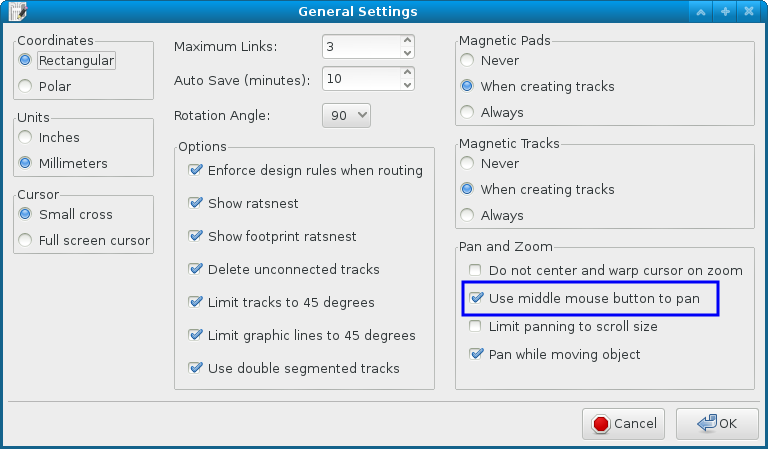 General Settings
Coordinates
Rectangular
Polar
Units
Inches
Millimeters
Cursor
Small cross
Full screen cursor
Maximum Links: 3
Auto Save (minutes): 10
Rotation Angle: 90
Options
Enforce design rules when routing
Show ratsnest
Show footprint ratsnest
Delete unconnected tracks
Limit tracks to 45 degrees
Limit graphic lines to 45 degrees
Use double segmented tracks
Magnetic Pads
Never
When creating tracks
Always
Magnetic Tracks
Never
When creating tracks
Always
Pan and Zoom
Do not center and warp cursor on zoom
Use middle mouse button to pan
Limit panning to scroll size
Pan while moving object
Cancel
OK